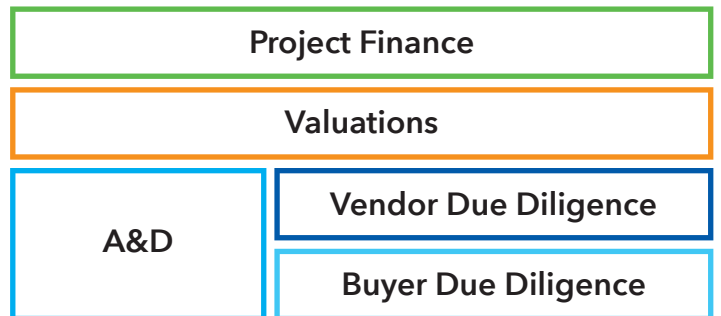 Project Finance
Valuations
A&D
Vendor Due Diligence
Buyer Due Diligence